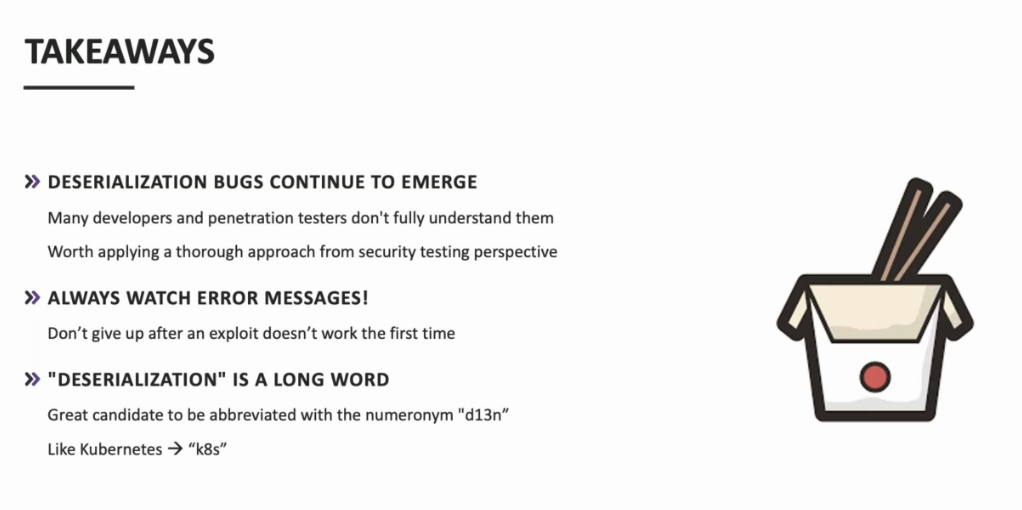 TAKEAWAYS
» DESERIALIZATION BUGS CONTINUE TO EMERGE
Many developers and penetration testers don't fully understand them
Worth applying a thorough approach from security testing perspective
» ALWAYS WATCH ERROR MESSAGES!
Don’t give up after an exploit doesn’t work the first time
» "DESERIALIZATION" IS A LONG WORD
Great candidate to be abbreviated with the numeronym "d13n”
Like Kubernetes → “k8s”